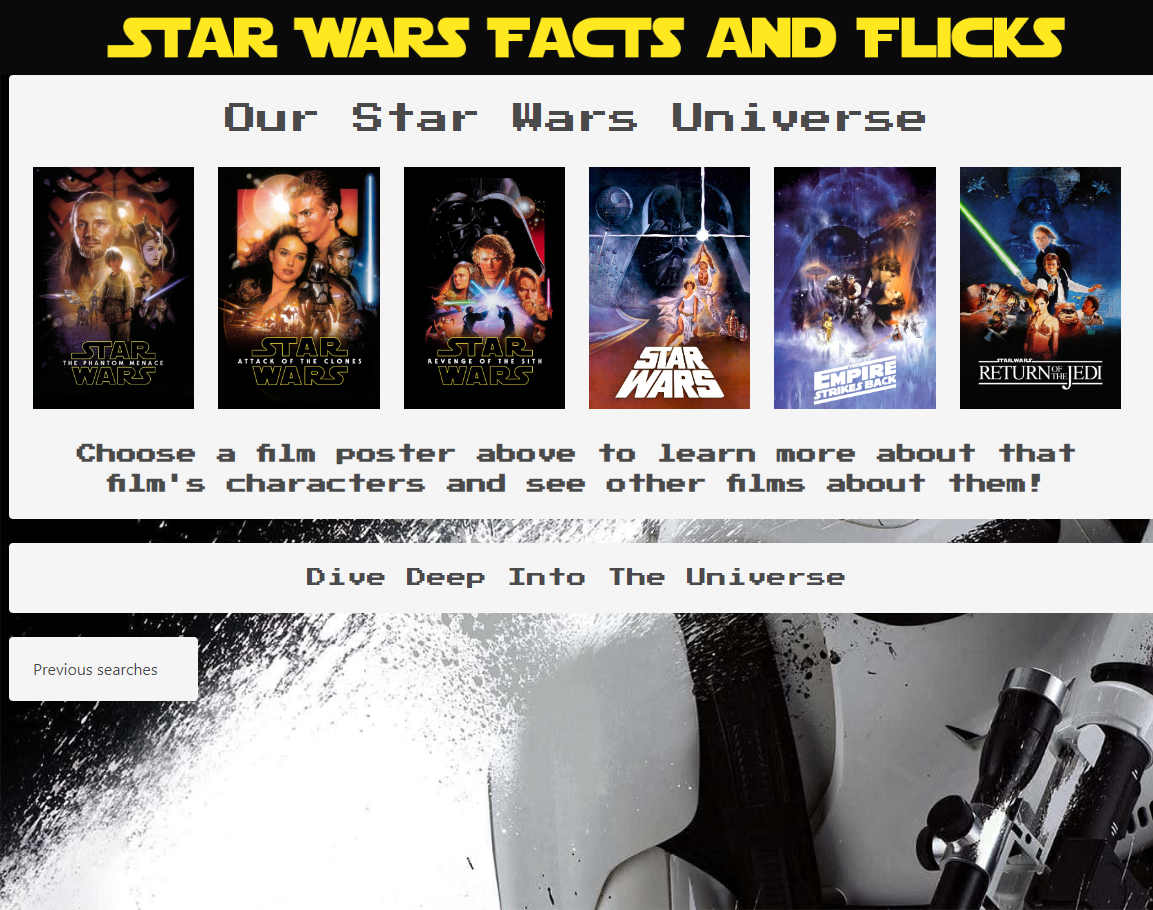 STAR WARS FACTS AND FLICKS
Our Star Wars Universe
STAR
THE PHANTOM MENACE
WARS
STAR
ATTACK OF THE CLONES
WARS
STAR
REVENGE OF THE SITH
WARS
STAR
WARS
EMPIRE
STRIKES BACK
STAR WARS
RETURN OF THE JEDI
Choose a film poster above to learn more about that
film's characters and see other films about them!
Dive Deep Into The Universe
Previous searches